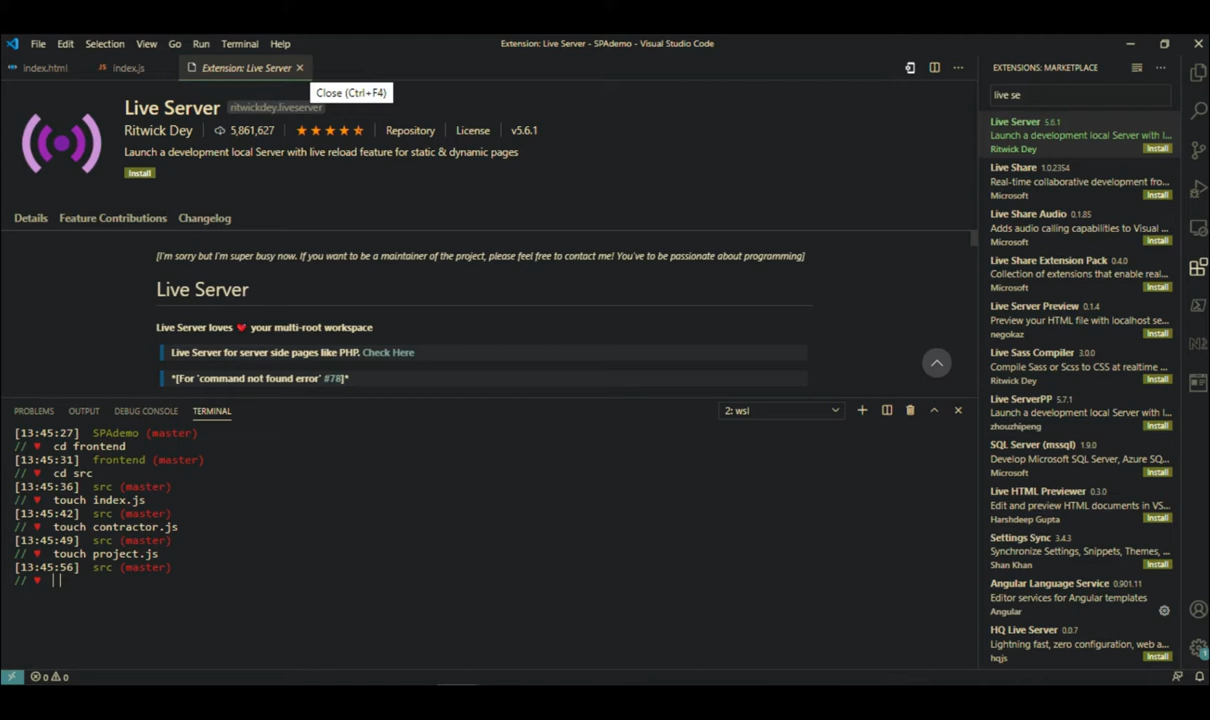 File Edit Selection View Go Run Terminal Help
Extension: Live Server - SPAdemo - Visual Studio Code
index.html
JS index.js
Extension: Live Server
Close (Ctrl+F4)
Live Server ritwickdey.liveserver
Ritwick Dey 5,861,627 Repository License v5.6.1
Launch a development local Server with live reload feature for static & dynamic pages
Install
Details Feature Contributions Changelog
[I'm sorry but I'm super busy now. If you want to be a maintainer of the project, please feel free to contact me! You've to be passionate about programming]
Live Server
Live Server loves ♥ your multi-root workspace
Live Server for server side pages like PHP. Check Here
*[For `command not found error` #78]*
PROBLEMS OUTPUT DEBUG CONSOLE TERMINAL
2: wsl
[13:45:27] SPAdemo (master)
// ♥ cd frontend
[13:45:31] frontend (master)
// ♥ cd src
[13:45:36] src (master)
// ♥ touch index.js
[13:45:42] src (master)
// ♥ touch contractor.js
[13:45:49] src (master)
// ♥ touch project.js
[13:45:56] src (master)
// ♥
0 0
EXTENSIONS: MARKETPLACE
live se
Live Server 5.6.1
Launch a development local Server with l...
Ritwick Dey Install
Live Share 1.0.2354
Real-time collaborative development fro...
Microsoft Install
Live Share Audio 0.1.85
Adds audio calling capabilities to Visual ...
Microsoft Install
Live Share Extension Pack 0.4.0
Collection of extensions that enable real...
Microsoft Install
Live Server Preview 0.1.4
Preview your HTML file with localhost se...
negokaz Install
Live Sass Compiler 3.0.0
Compile Sass or Scss to CSS at realtime ...
Ritwick Dey Install
Live ServerPP 5.7.1
Launch a development local Server with l...
zhouzhipeng Install
SQL Server (mssql) 1.9.0
Develop Microsoft SQL Server, Azure SQ...
Microsoft Install
Live HTML Previewer 0.3.0
Edit and preview HTML documents in VS...
Harshdeep Gupta Install
Settings Sync 3.4.3
Synchronize Settings, Snippets, Themes, ...
Shan Khan Install
Angular Language Service 0.901.11
Editor services for Angular templates
Angular
HQ Live Server 0.0.7
Lightning fast, zero configuration, web a...
hqjs Install
1